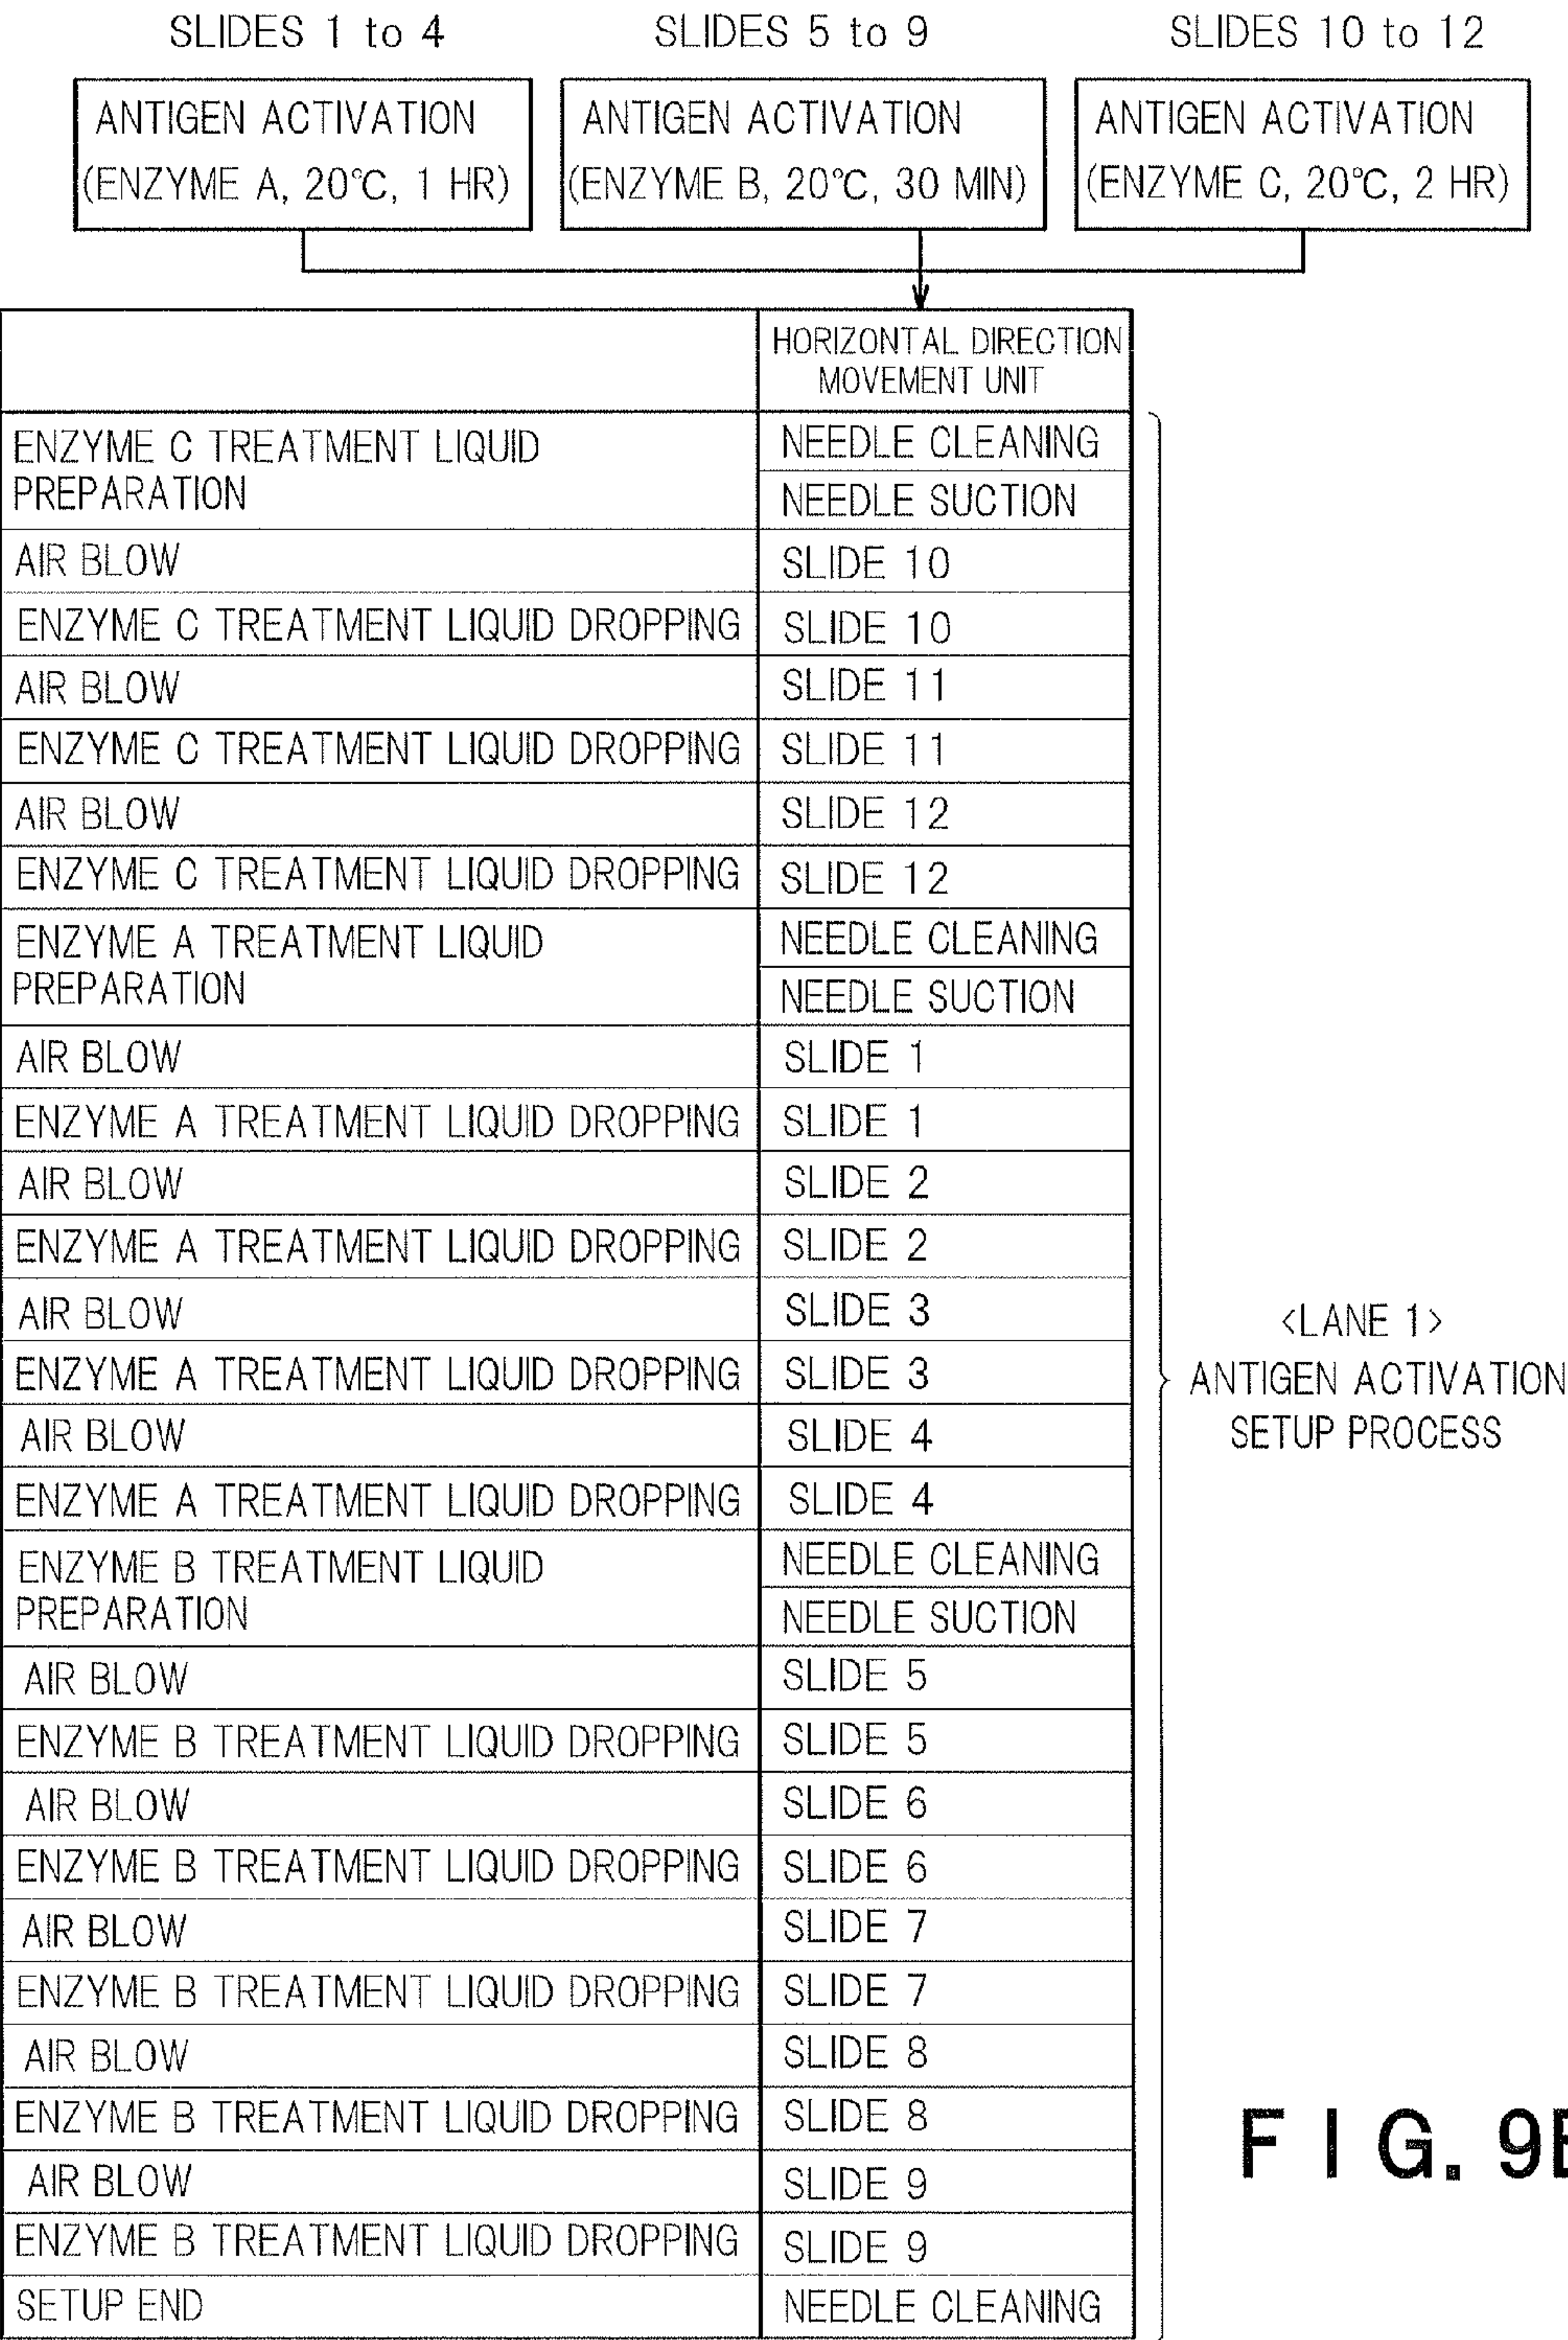 SLIDES 1 to 4 SLIDES 5 to 9 SLIDES 10 to 12
ANTIGEN ACTIVATION
(ENZYME A, 20℃, 1 HR)
ANTIGEN ACTIVATION
(ENZYME B, 20℃, 30 MIN)
ANTIGEN ACTIVATION
(ENZYME C, 20℃, 2 HR)
HORIZONTAL DIRECTION
MOVEMENT UNIT
ENZYME C TREATMENT LIQUID
PREPARATION
NEEDLE CLEANING
NEEDLE SUCTION
AIR BLOW SLIDE 10
ENZYME C TREATMENT LIQUID DROPPING SLIDE 10
AIR BLOW SLIDE 11
ENZYME C TREATMENT LIQUID DROPPING SLIDE 11
AIR BLOW SLIDE 12
ENZYME C TREATMENT LIQUID DROPPING SLIDE 12
ENZYME A TREATMENT LIQUID
PREPARATION
NEEDLE CLEANING
NEEDLE SUCTION
AIR BLOW SLIDE 1
ENZYME A TREATMENT LIQUID DROPPING SLIDE 1
AIR BLOW SLIDE 2
ENZYME A TREATMENT LIQUID DROPPING SLIDE 2
AIR BLOW SLIDE 3
ENZYME A TREATMENT LIQUID DROPPING SLIDE 3
AIR BLOW SLIDE 4
ENZYME A TREATMENT LIQUID DROPPING SLIDE 4
ENZYME B TREATMENT LIQUID
PREPARATION
NEEDLE CLEANING
NEEDLE SUCTION
AIR BLOW SLIDE 5
ENZYME B TREATMENT LIQUID DROPPING SLIDE 5
AIR BLOW SLIDE 6
ENZYME B TREATMENT LIQUID DROPPING SLIDE 6
AIR BLOW SLIDE 7
ENZYME B TREATMENT LIQUID DROPPING SLIDE 7
AIR BLOW SLIDE 8
ENZYME B TREATMENT LIQUID DROPPING SLIDE 8
AIR BLOW SLIDE 9
ENZYME B TREATMENT LIQUID DROPPING SLIDE 9
SETUP END NEEDLE CLEANING
<LANE 1>
ANTIGEN ACTIVATION
SETUP PROCESS
FIG. 9B